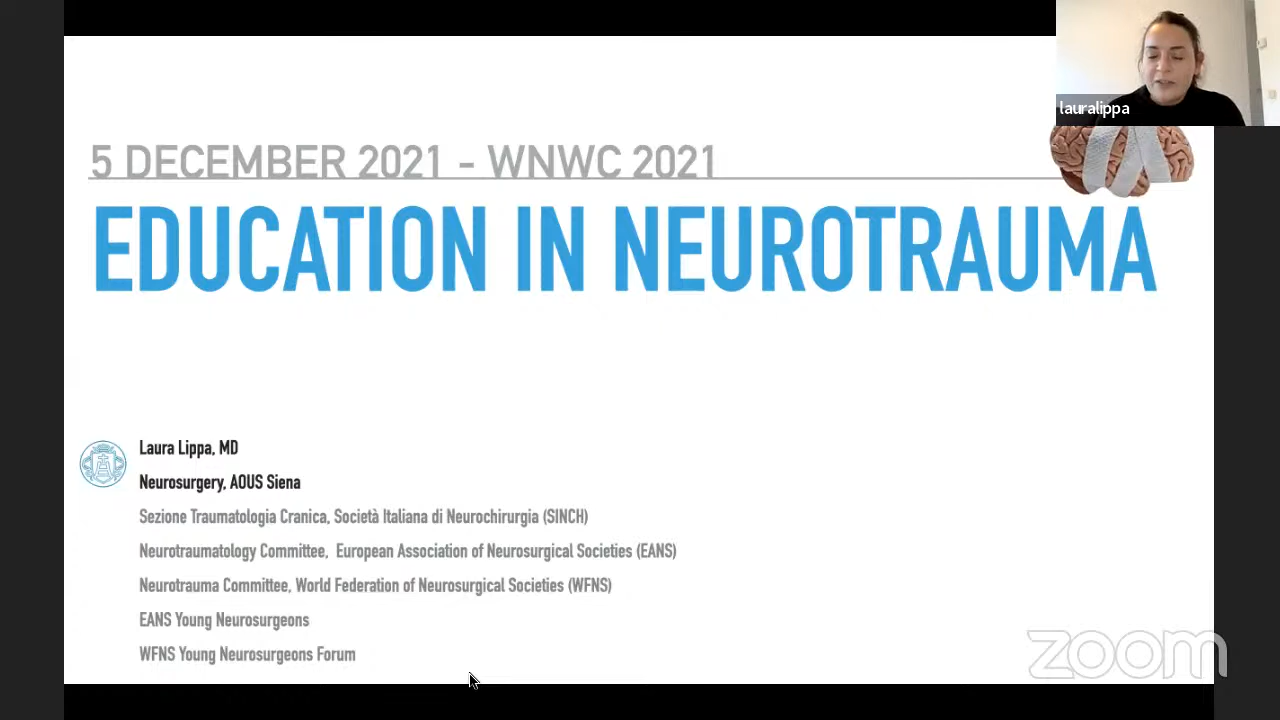 lauralippa
5 DECEMBER 2021 - WNWC 2021
EDUCATION IN NEUROTRAUMA
Laura Lippa, MD
Neurosurgery, AOUS Siena
Sezione Traumatologia Cranica, Società Italiana di Neurochirurgia (SINCH)
Neurotraumatology Committee, European Association of Neurosurgical Societies (EANS)
Neurotrauma Committee, World Federation of Neurosurgical Societies (WFNS)
EANS Young Neurosurgeons
WFNS Young Neurosurgeons Forum
zoom